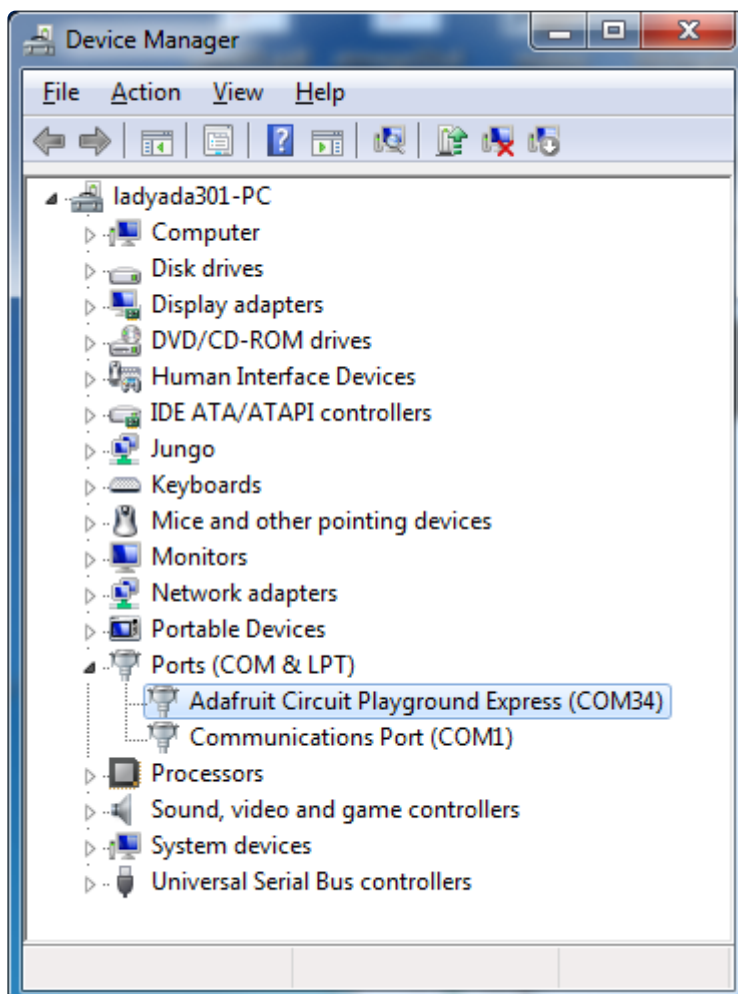 Device Manager
File Action View Help
ladyada301-PC
Computer
Disk drives
Display adapters
DVD/CD-ROM drives
Human Interface Devices
IDE ATA/ATAPI controllers
Jungo
Keyboards
Mice and other pointing devices
Monitors
Network adapters
Portable Devices
Ports (COM & LPT)
Adafruit Circuit Playground Express (COM34)
Communications Port (COM1)
Processors
Sound, video and game controllers
System devices
Universal Serial Bus controllers